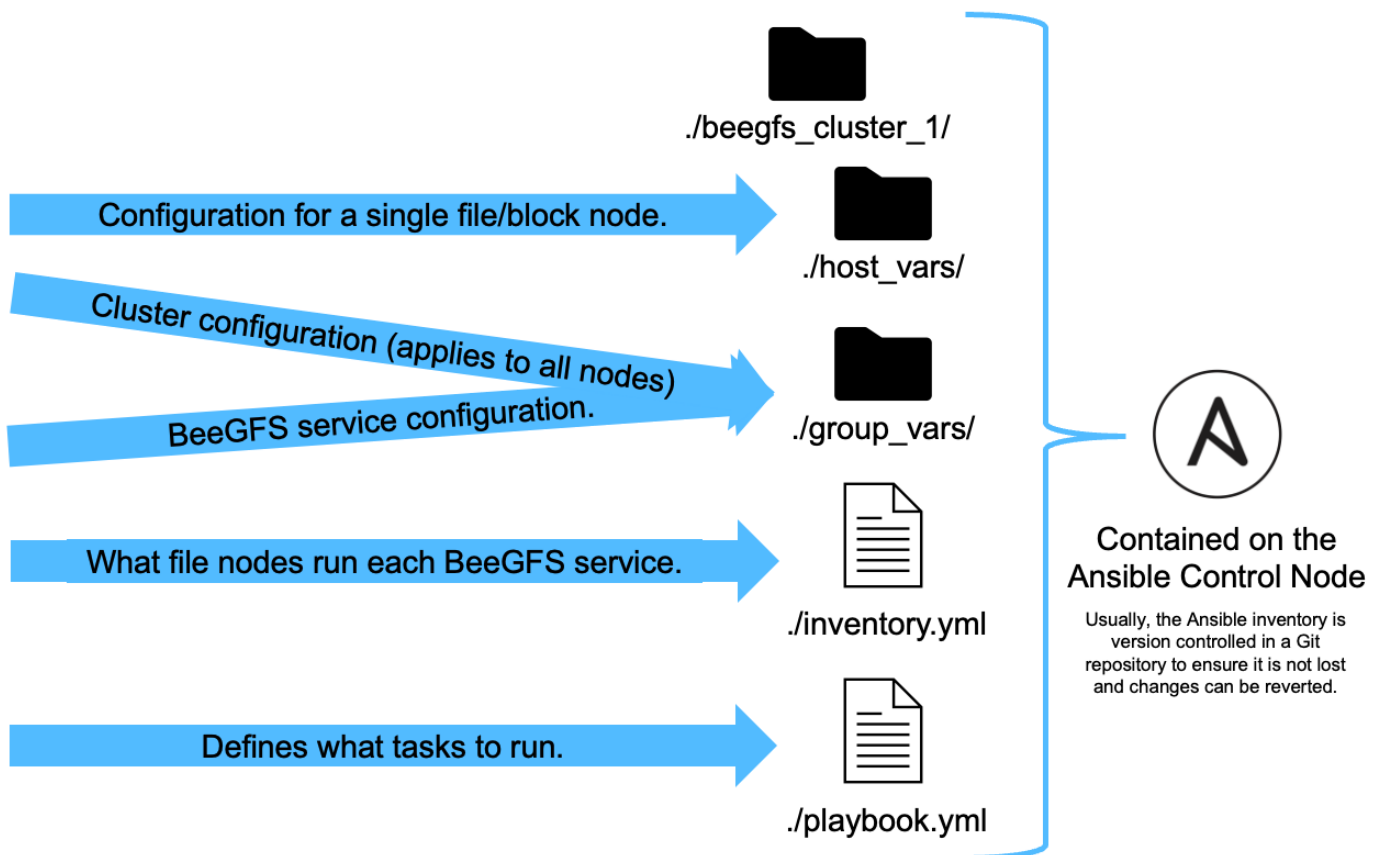 ./beegfs_cluster_1/
Configuration for a single file/block node.
./host_vars/
Cluster configuration (applies to all nodes)
BeeGFS service configuration.
./group_vars/
What file nodes run each BeeGFS service.
./inventory.yml
Defines what tasks to run.
./playbook.yml
Contained on the
Ansible Control Node
Usually, the Ansible inventory is
version controlled in a Git
repository to ensure it is not lost
and changes can be reverted.